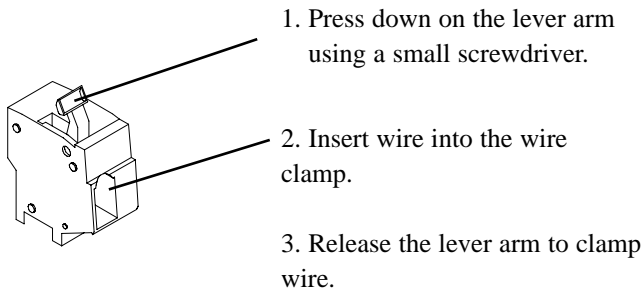 1. Press down on the lever arm
using a small screwdriver.
2. Insert wire into the wire
clamp.
3. Release the lever arm to clamp
wire.